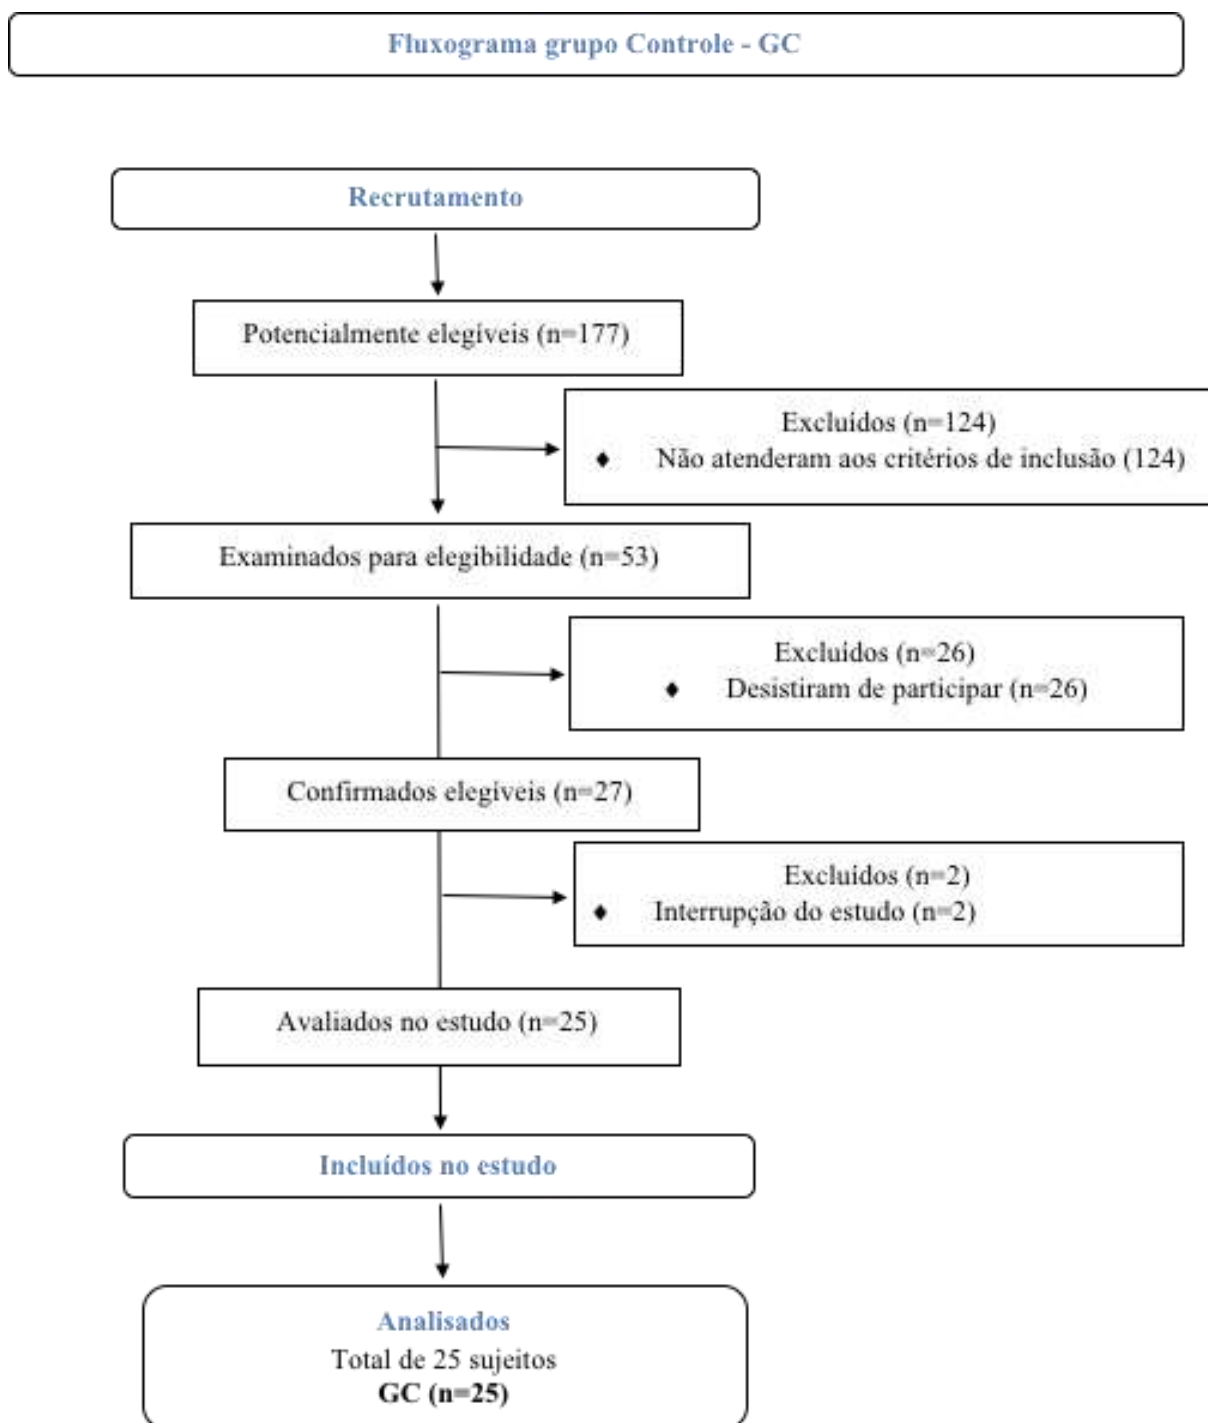 Fluxograma grupo Controle - GC
Recrutamento
Potencialmente elegíveis (n=177)
Excluídos (n=124)
♦ Não atenderam aos critérios de inclusão (124)
Examinados para elegibilidade (n=53)
Excluídos (n=26)
♦ Desistiram de participar (n=26)
Confirmados elegíveis (n=27)
Excluídos (n=2)
♦ Interrupção do estudo (n=2)
Avaliados no estudo (n=25)
Incluídos no estudo
Analisados
Total de 25 sujeitos
GC (n=25)